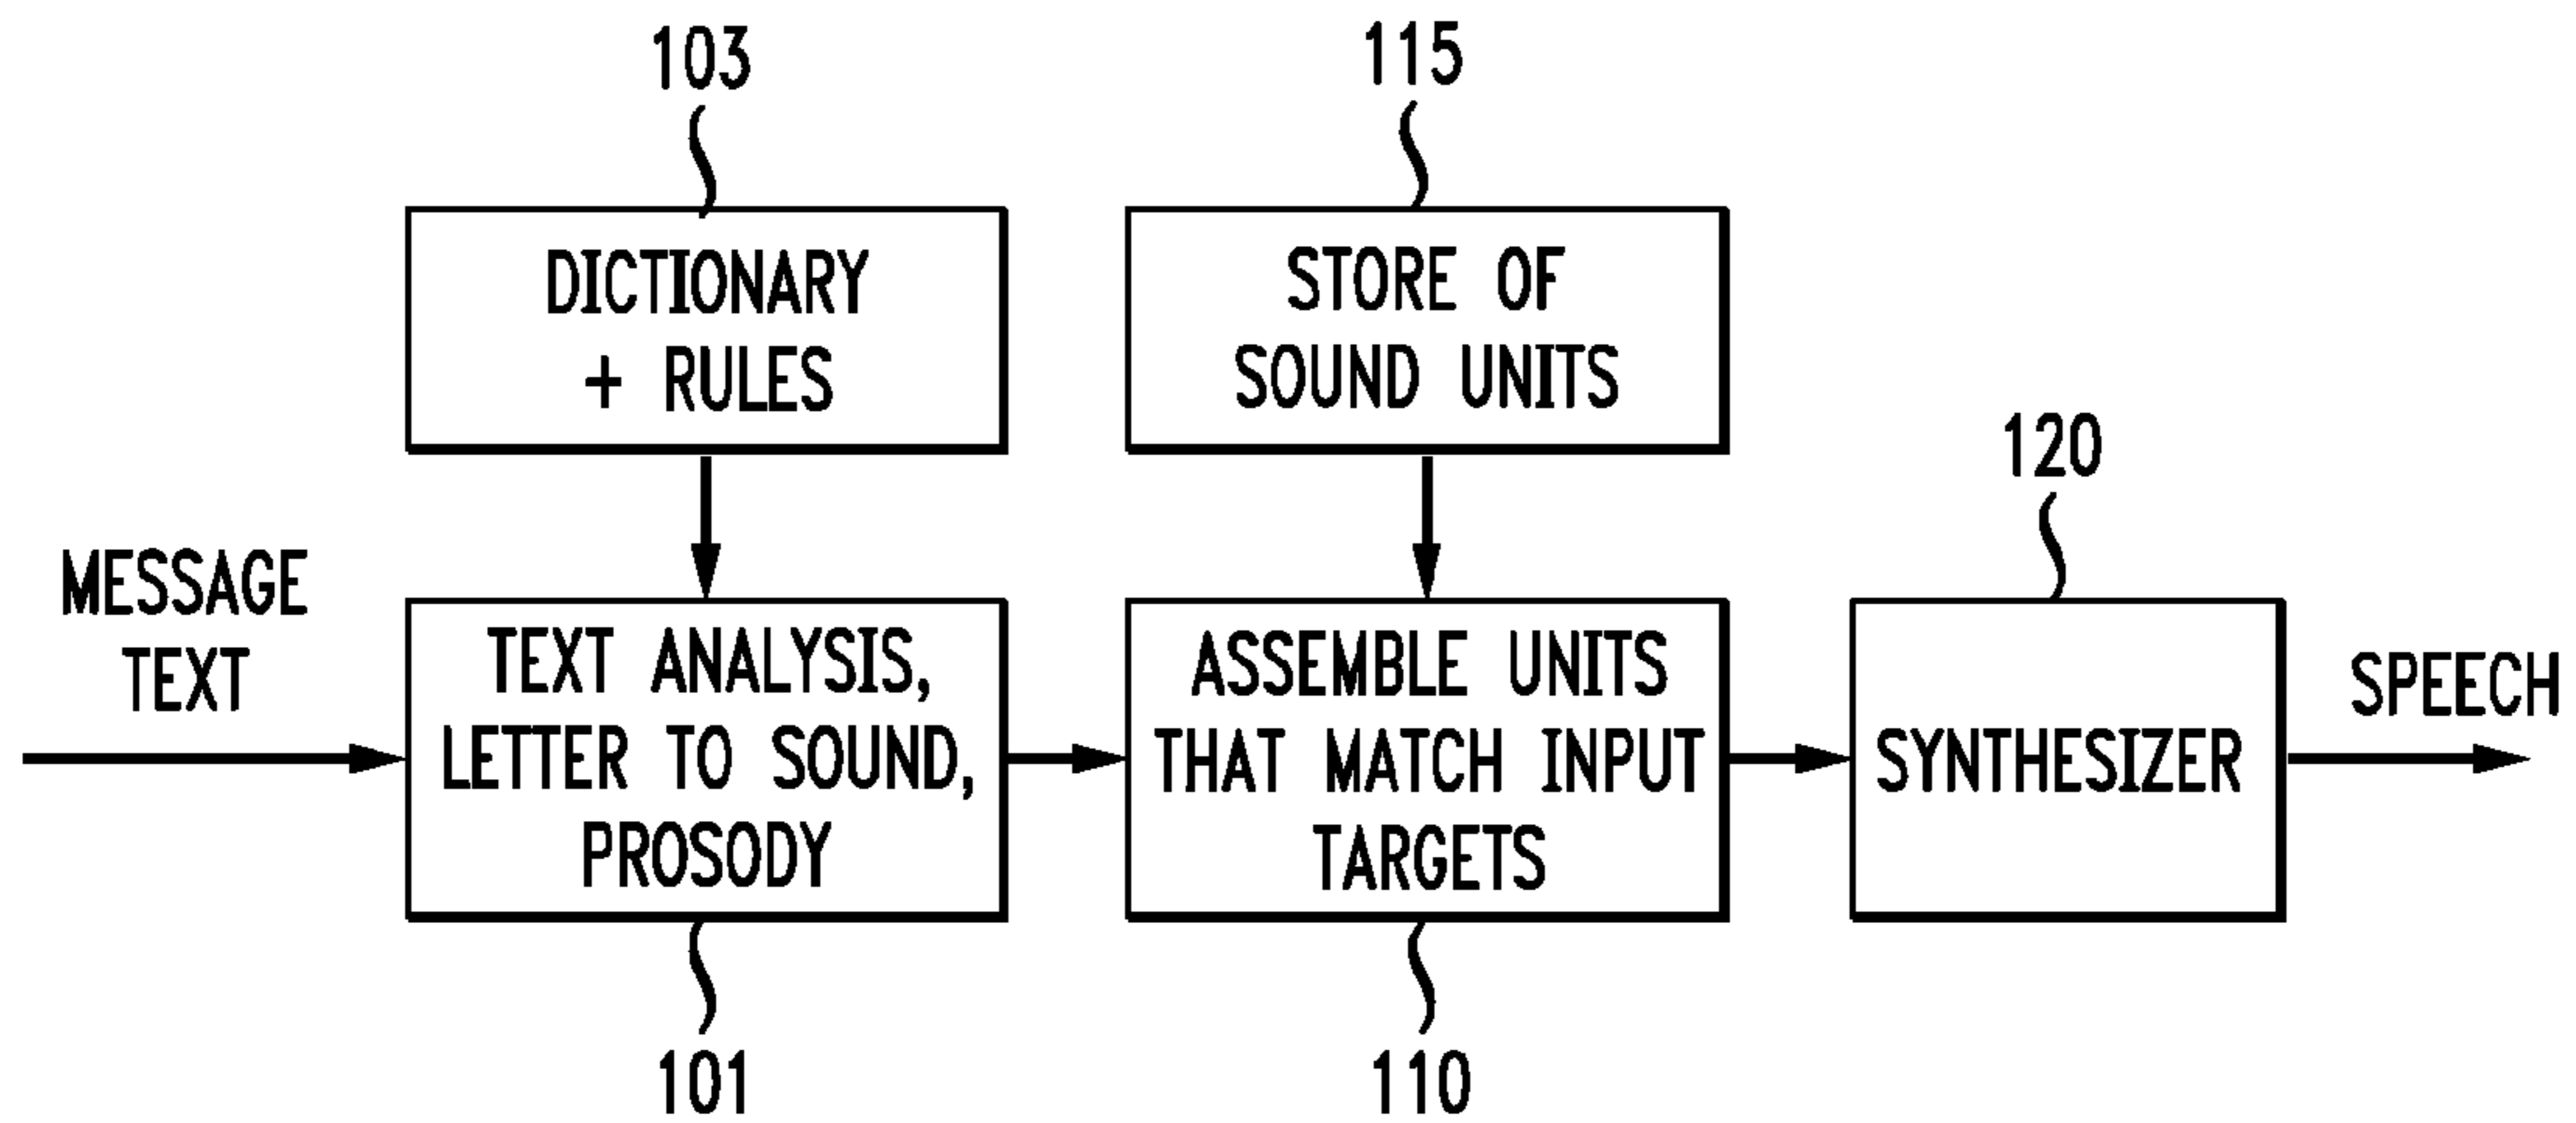 103
115
DICTIONARY
+ RULES
STORE OF
SOUND UNITS
120
MESSAGE
TEXT
TEXT ANALYSIS,
LETTER TO SOUND,
PROSODY
ASSEMBLE UNITS
THAT MATCH INPUT
TARGETS
SYNTHESIZER
SPEECH
101
110